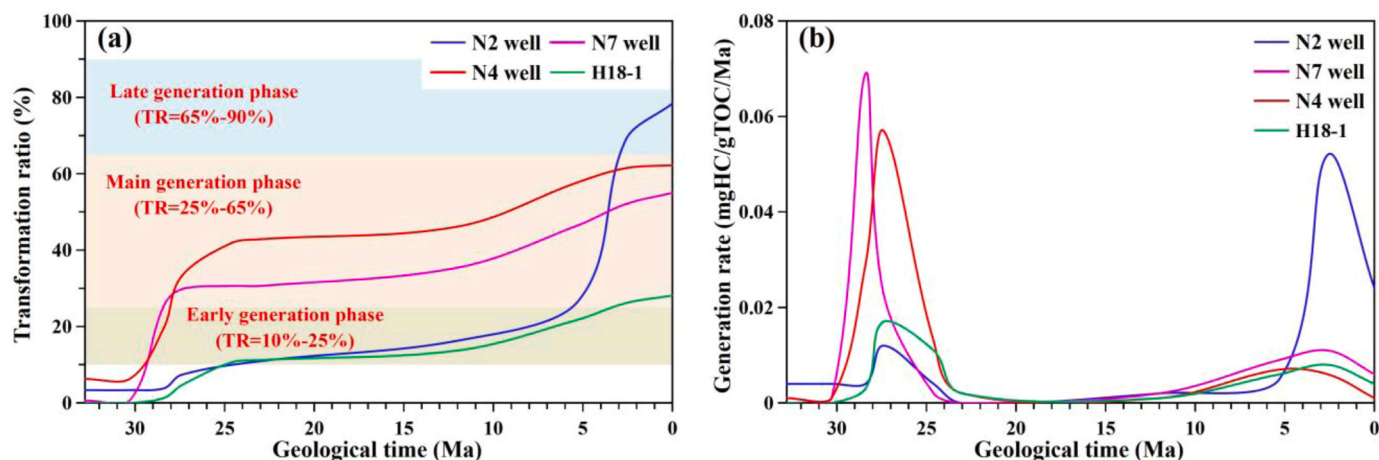 (a)
N2 well
N7 well
N4 well
H18-1
Late generation phase
(TR=65%-90%)
Main generation phase
(TR=25%-65%)
Early generation phase
(TR=10%-25%)
Transformation ratio (%)
100
80
60
40
20
0
30
25
20
15
10
5
0
Geological time (Ma)
(b)
N2 well
N7 well
N4 well
H18-1
Generation rate (mgHC/gTOC/Ma)
0.08
0.06
0.04
0.02
0
30
25
20
15
10
5
0
Geological time (Ma)